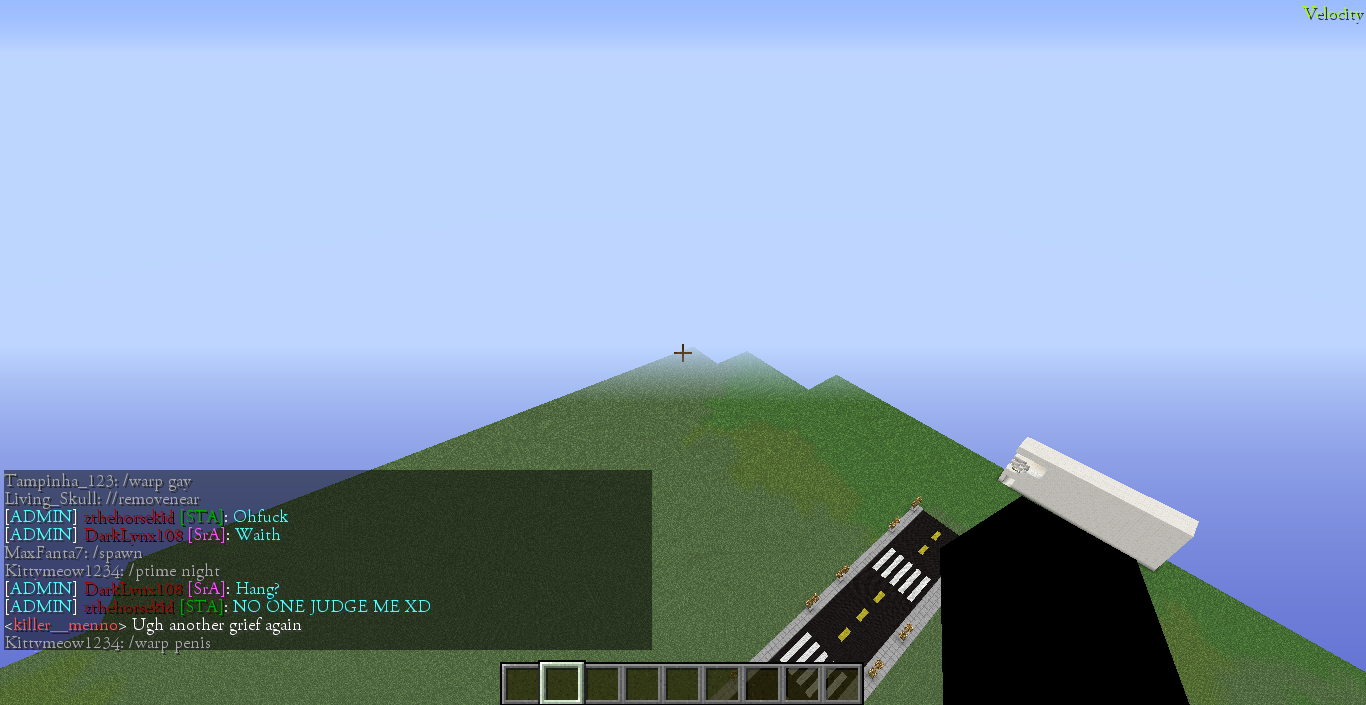 Velocity
Tampinha_123: /warp gay
Living_Skull: //removenear
[ADMIN] zthehorsekid [STA]: Ohfuck
[ADMIN] DarkLynx108 [SrA]: Waith
MaxFanta7: /spawn
Kittymeow1234: /ptime night
[ADMIN] DarkLynx108 [SrA]: Hang?
[ADMIN] zthehorsekid [STA]: NO ONE JUDGE ME XD
<killer__menno> Ugh another grief again
Kittymeow1234: /warp penis